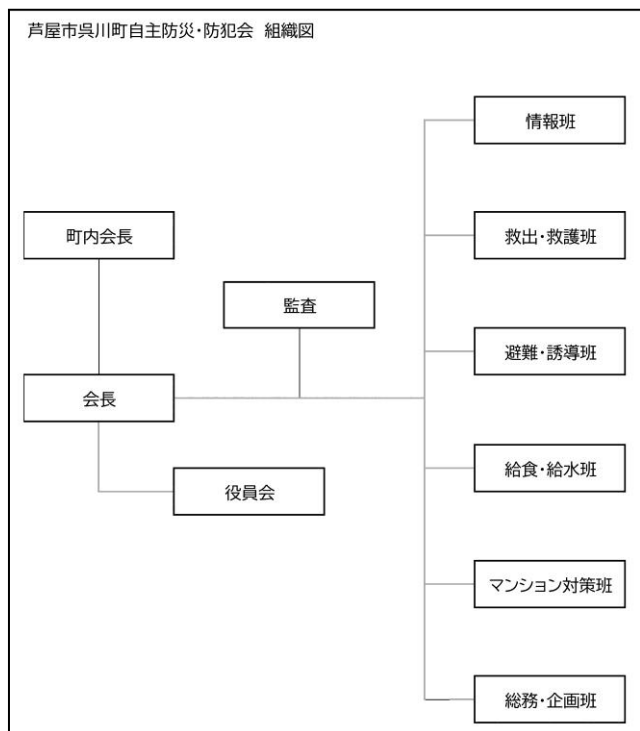 芦屋市呉川町自主防災・防犯会 組織図
情報班
町内会長
救出・救護班
監査
避難・誘導班
会長
役員会
給食・給水班
マンション対策班
総務・企画班